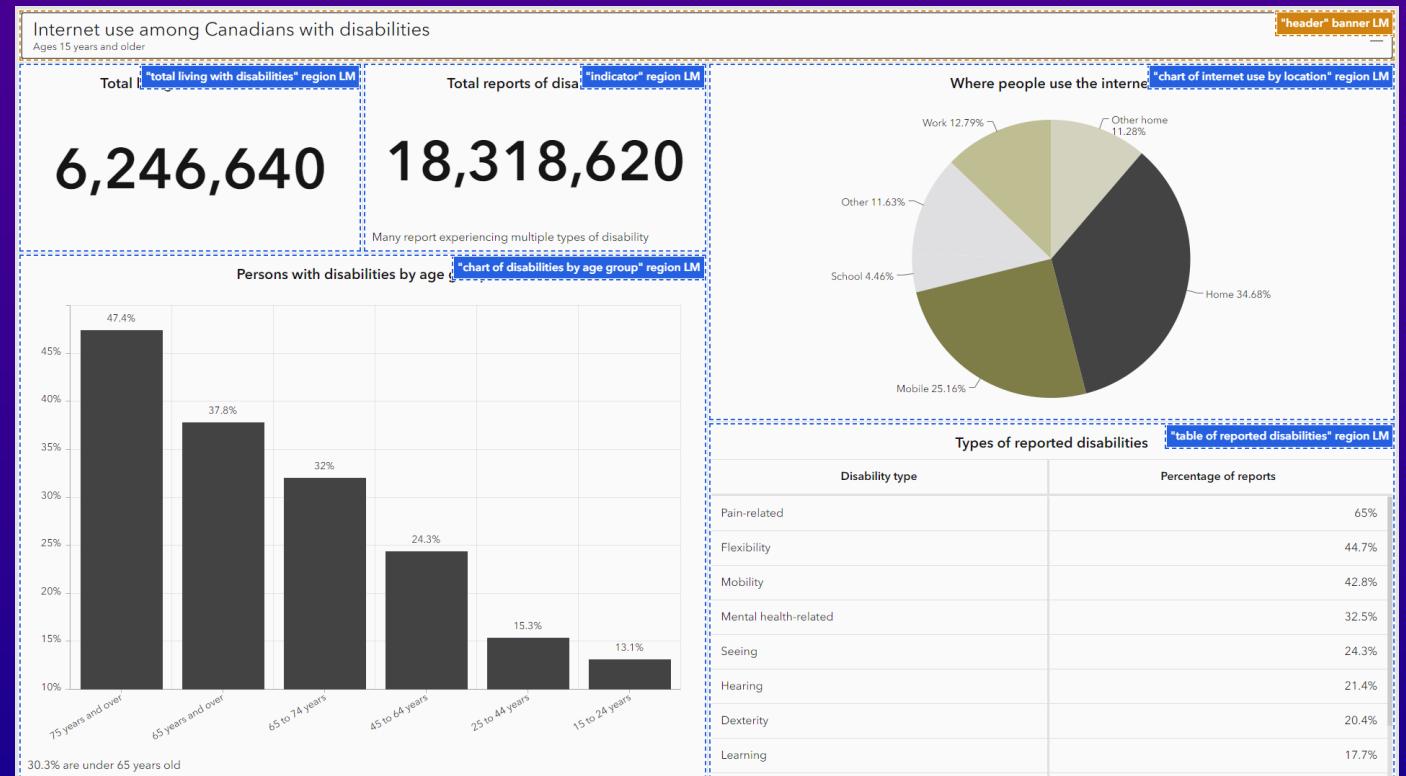 Internet use among Canadians with disabilities
Ages 15 years and older
"header" banner LM
Total
"total living with disabilities" region LM
6,246,640
Total reports of
"indicator" region LM
18,318,620
Many report experiencing multiple types of disability
Where people use the
"chart of internet use by location" region LM
Work 12.79%
Other home
11.28%
Other 11.63%
School 4.46%
Home 34.68%
Mobile 25.16%
Persons with disabilities by age
"chart of disabilities by age group" region LM
47.4%
37.8%
32%
24.3%
15.3%
13.1%
45%
40%
35%
30%
25%
20%
15%
10%
75 years and over
65 years and over
65 to 74 years
45 to 64 years
25 to 44 years
15 to 24 years
30.3% are under 65 years old
Types of reported disabilities
"table of reported disabilities" region LM
Disability type Percentage of reports
Pain-related 65%
Flexibility 44.7%
Mobility 42.8%
Mental health-related 32.5%
Seeing 24.3%
Hearing 21.4%
Dexterity 20.4%
Learning 17.7%